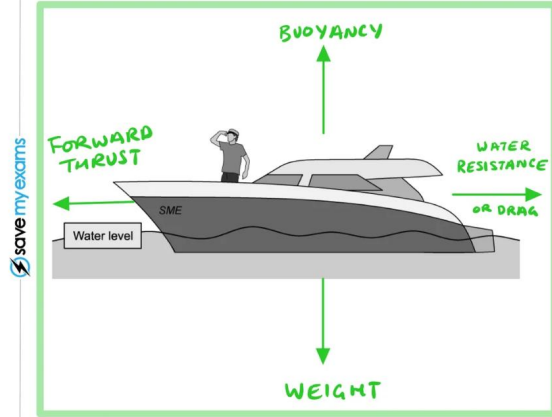 BUOYANCY
FORWARD
THRUST
WATER
RESISTANCE
OR DRAG
SME
Water level
WEIGHT
savemyexams